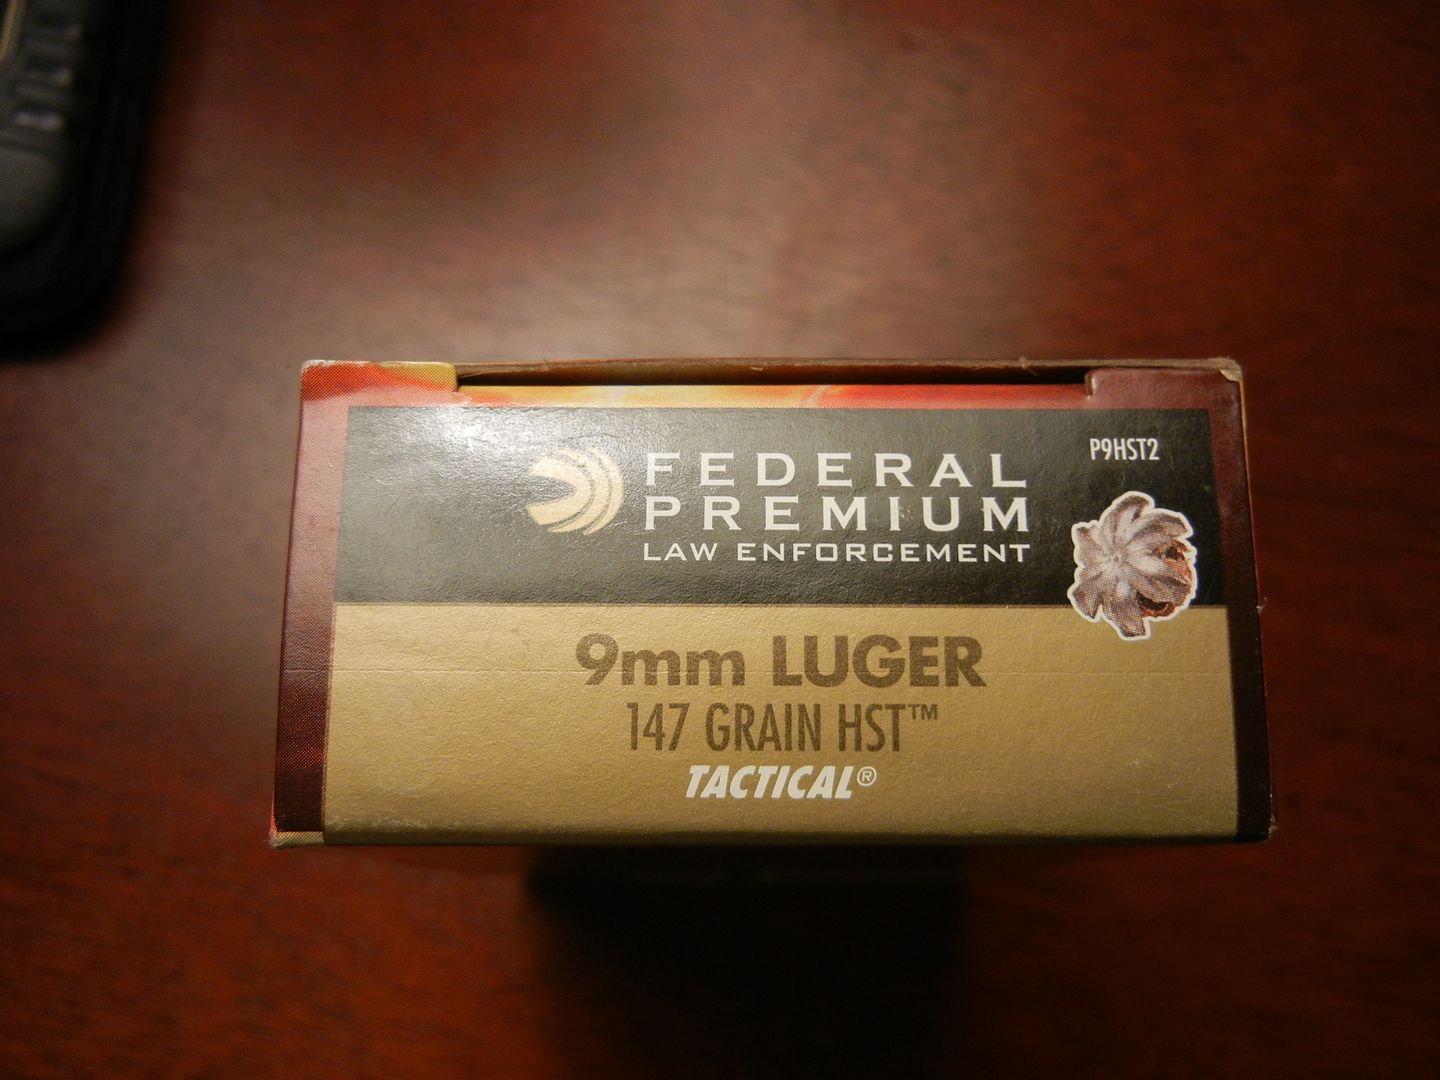 P9HST2
FEDERAL
PREMIUM
LAW ENFORCEMENT
9mm LUGER
147 GRAIN HST™
TACTICAL®